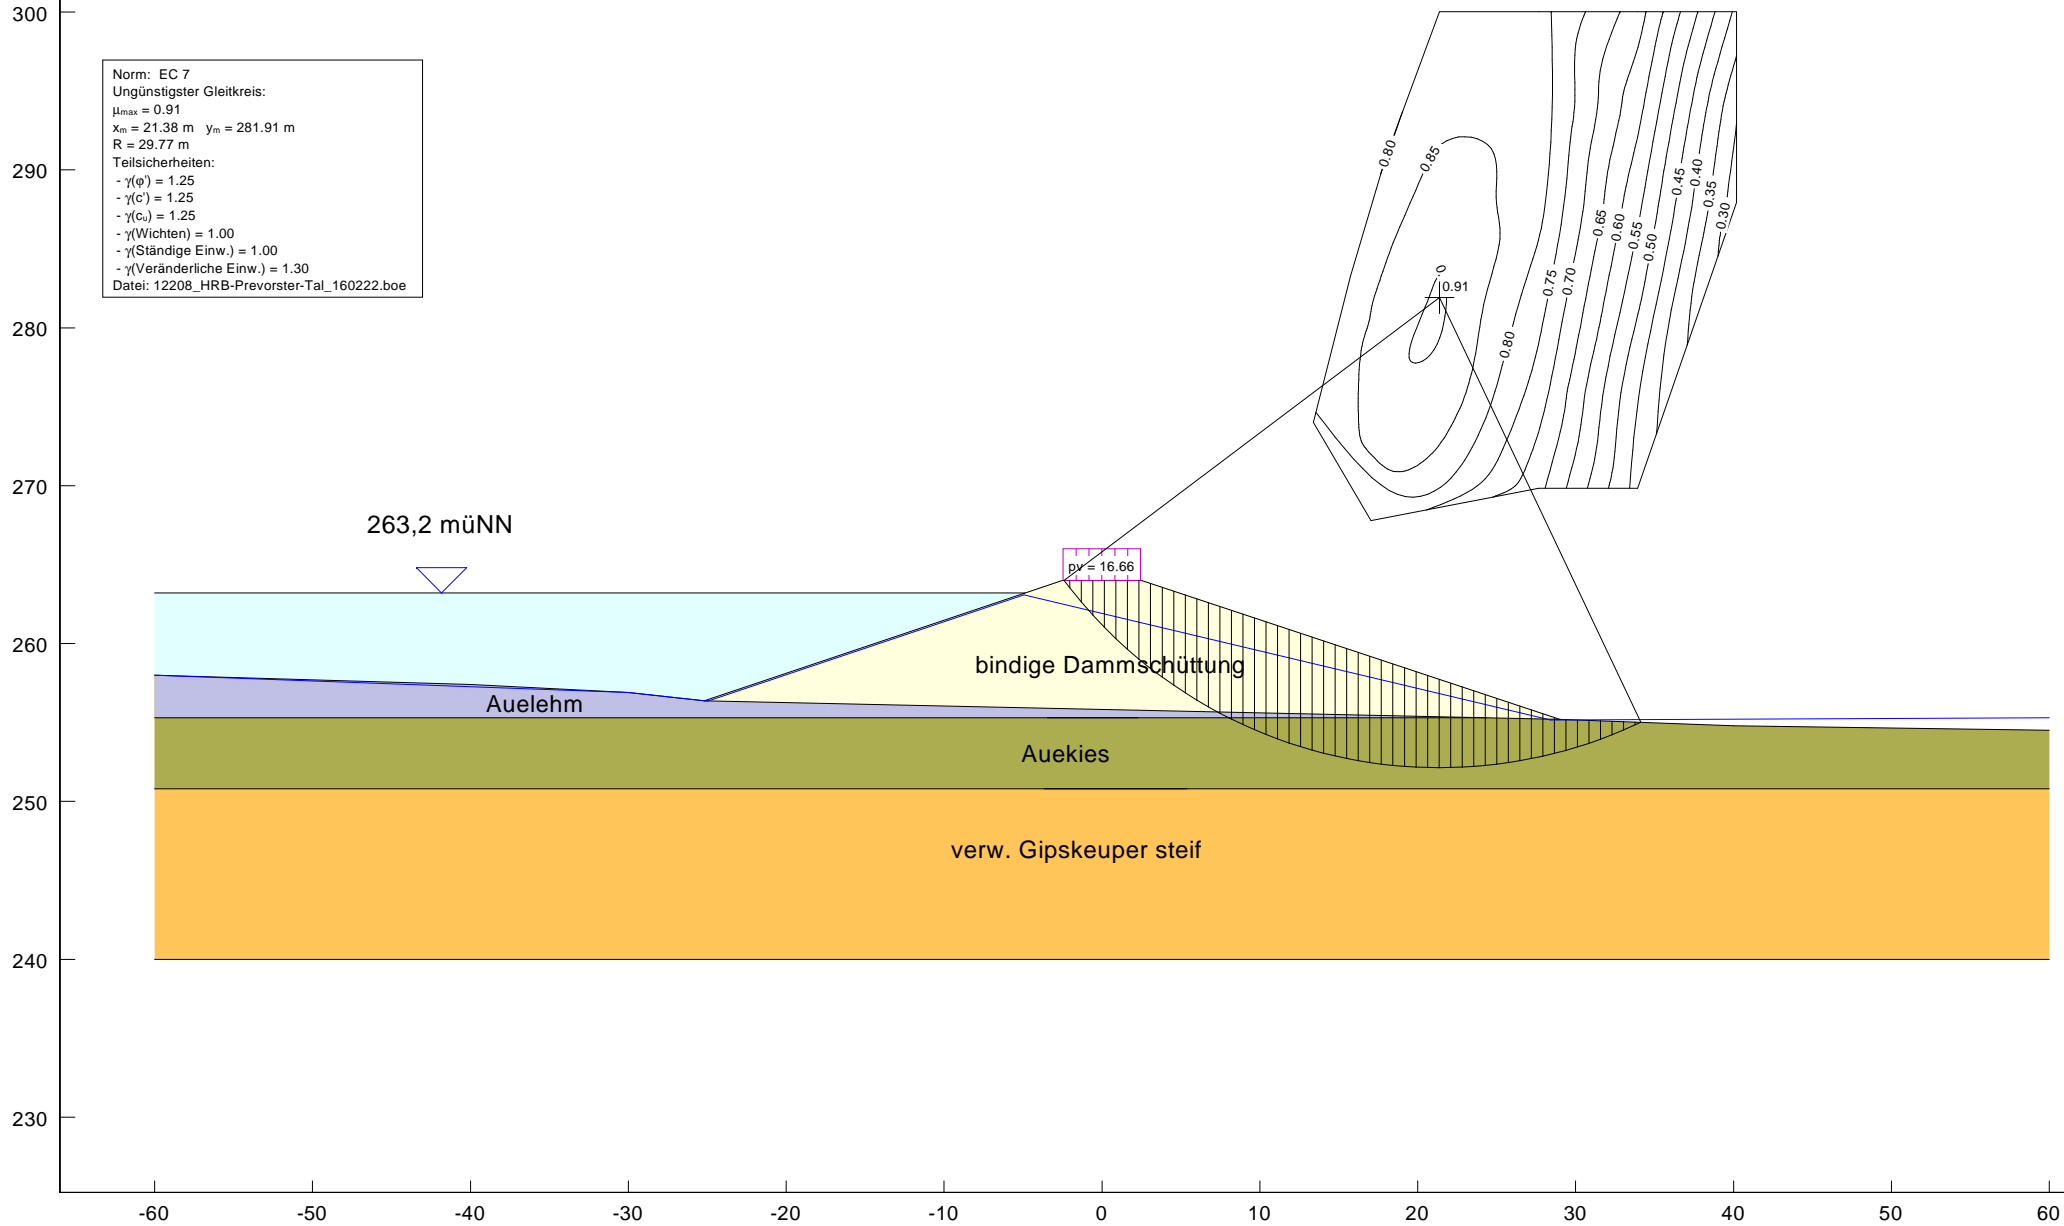 300
290
280
270
260
250
240
230
Norm: EC 7
Ungünstigster Gleitkreis:
μmax = 0.91
xm = 21.38 m ym = 281.91 m
R = 29.77 m
Teilsicherheiten:
- γ(φ') = 1.25
- γ(c') = 1.25
- γ(cu) = 1.25
- γ(Wichten) = 1.00
- γ(Ständige Einw.) = 1.00
- γ(Veränderliche Einw.) = 1.30
Datei: 12208_HRB-Prevorster-Tal_160222.boe
0.80
0.85
0.45
0.40
0.35
0.30
0.65
0.60
0.55
0.50
0.75
0.70
0.80
0.91
263,2 müNN
pv = 16.66
bindige Dammschüttung
Auelehm
Auekies
verw. Gipskeuper steif
-60
-50
-40
-30
-20
-10
0
10
20
30
40
50
60